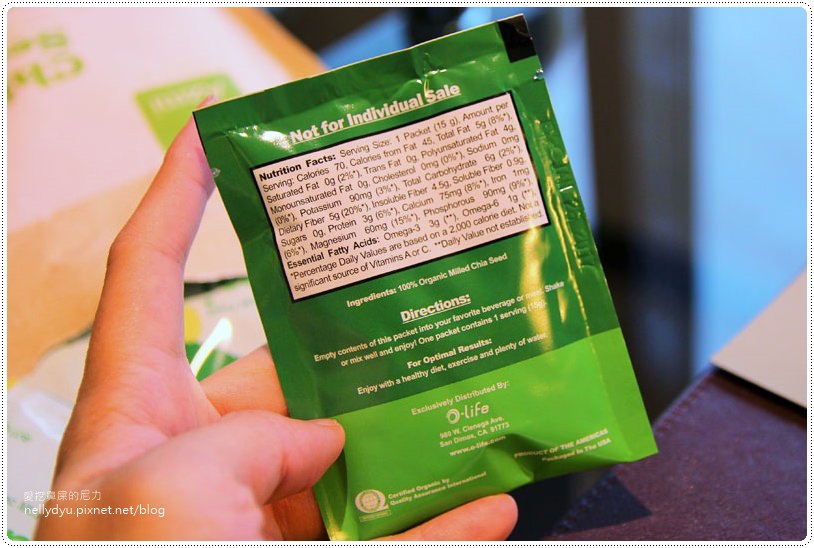 Not for Individual Sale
Nutrition Facts: Serving Size: 1 Packet (15 g). Amount per
Serving: Calories 70, Calories from Fat 45, Total Fat 5g (8%*),
Saturated Fat 0g (2%*), Trans Fat 0g, Polyunsaturated Fat 4g,
Monounsaturated Fat 0g, Cholesterol 0mg (0%*), Sodium 0mg
(0%*), Potassium 90mg (3%*), Total Carbohydrate 6g (2%*)
Dietary Fiber 5g (20%*), Insoluble Fiber 4.5g, Soluble Fiber 0.9g,
Sugars 0g, Protein 3g (6%*), Calcium 75mg (8%*), Iron 1mg
(6%*), Magnesium 60mg (15%*), Phosphorous 90mg (9%),
Essential Fatty Acids: Omega-3 3g (**), Omega-6 1g (**)
*Percentage Daily Values are based on a 2,000 calorie diet. Not a
significant source of Vitamins A or C. **Daily Value not established.
Ingredients: 100% Organic Milled Chia Seed
Directions:
Empty contents of this packet into your favorite beverage or meal. Shake
or mix well and enjoy! One packet contains 1 serving (15g).
For Optimal Results:
Enjoy with a healthy diet, exercise and plenty of water.
Exclusively Distributed By:
O-life
980 W. Cienega Ave.
San Dimas, CA 91773
www.o-life.com
PRODUCT OF THE AMERICAS
Packaged in The USA
Certified Organic by
Quality Assurance International
愛挖與屎的尼力
nellydyu.pixnet.net/blog